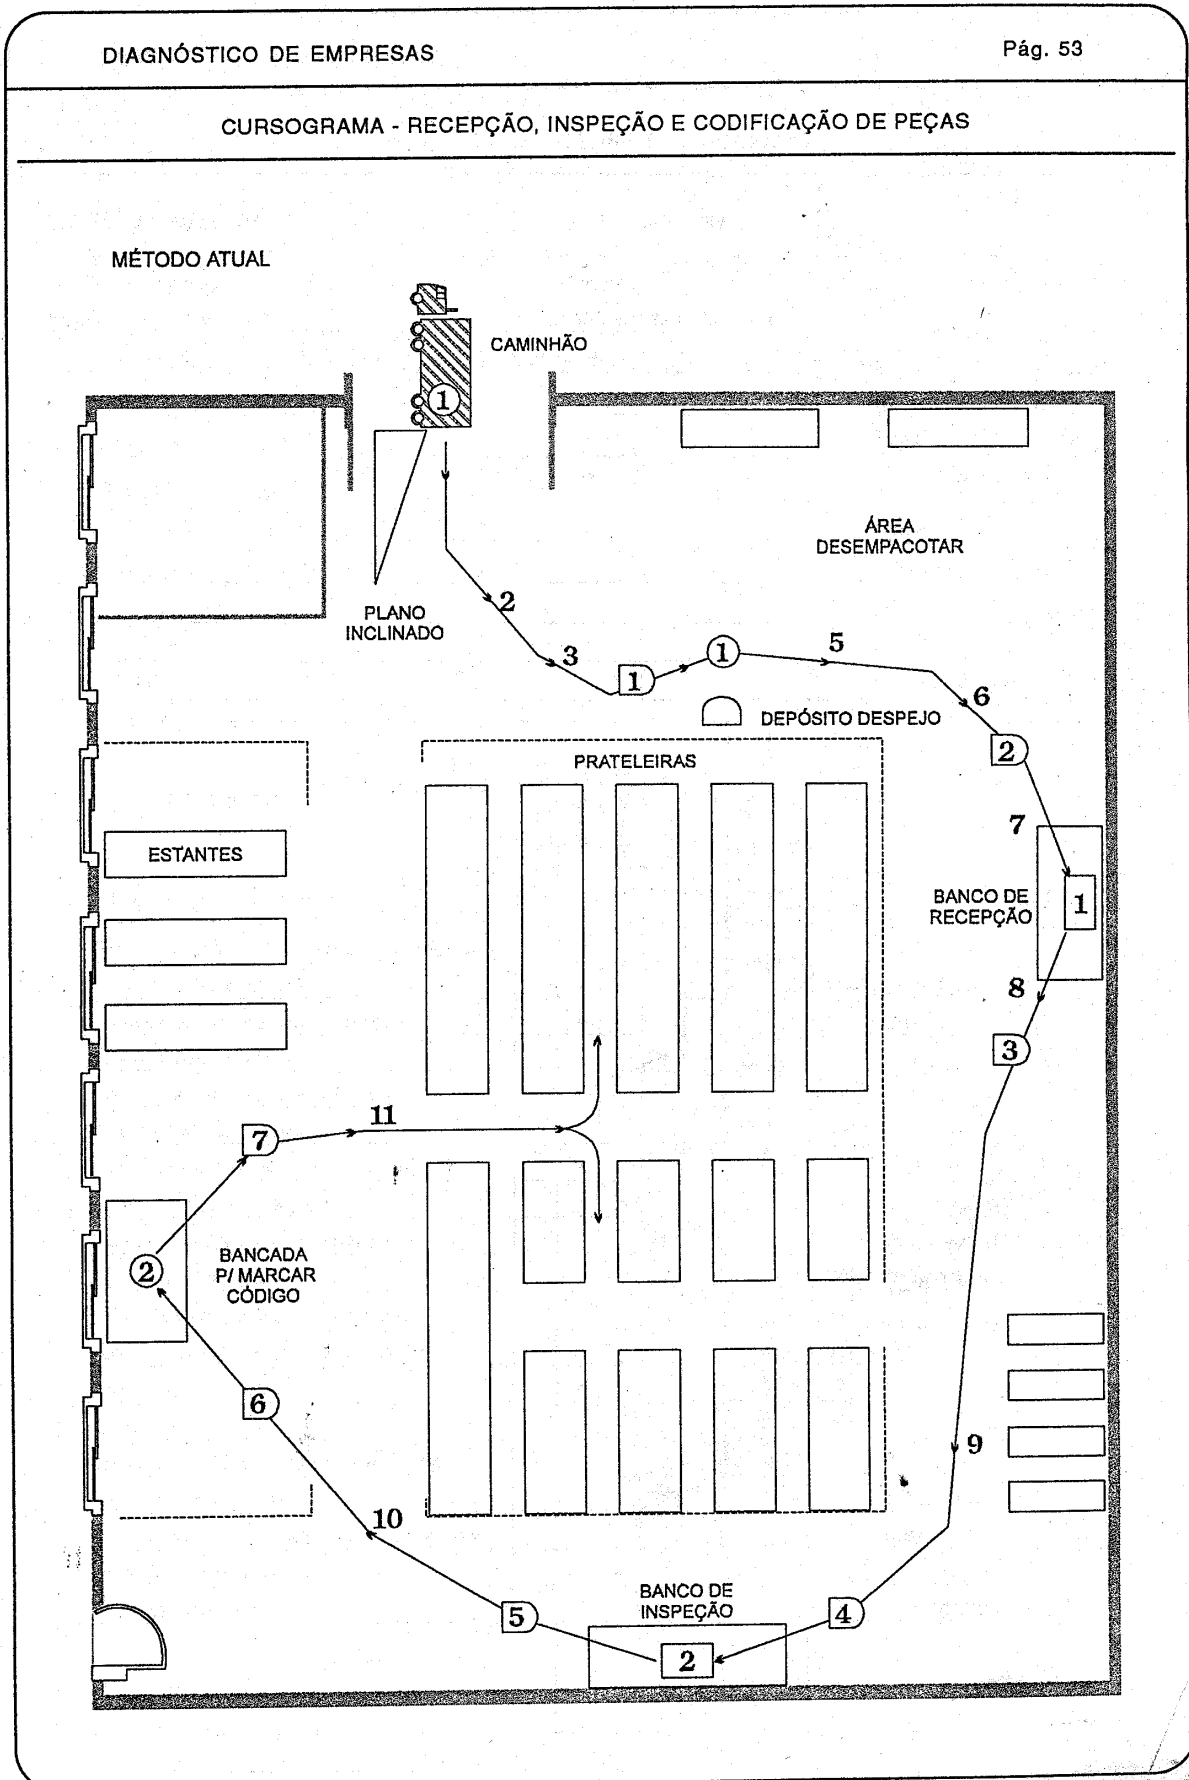 DIAGNÓSTICO DE EMPRESAS
Pág. 53
CURSOGRAMA - RECEPÇÃO, INSPEÇÃO E CODIFICAÇÃO DE PEÇAS
MÉTODO ATUAL
CAMINHÃO
1
ÁREA
DESEMPACOTAR
PLANO
INCLINADO
2
3
1
1
5
6
2
DEPÓSITO DESPEJO
PRATELEIRAS
ESTANTES
7
BANCO DE
RECEPÇÃO
1
8
3
11
7
BANCADA
P/ MARCAR
CÓDIGO
2
6
9
10
BANCO DE
INSPEÇÃO
5
4
2